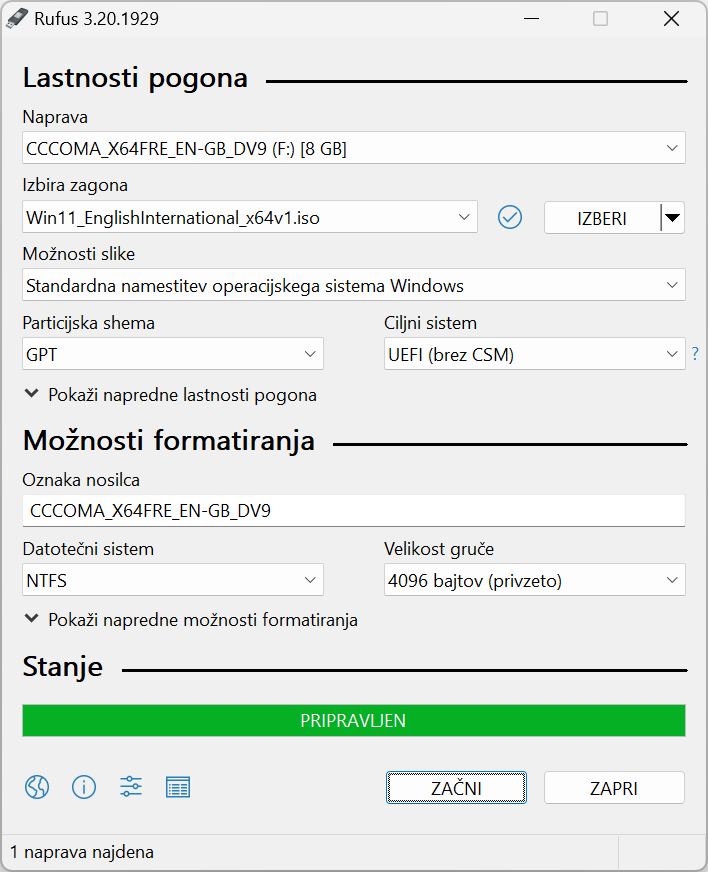 Rufus 3.20.1929
Lastnosti pogona
Naprava
CCCOMA_X64FRE_EN-GB_DV9 (F:) [8 GB]
Izbira zagona
Win11_EnglishInternational_x64v1.iso
IZBERI
Možnosti slike
Standardna namestitev operacijskega sistema Windows
Particijska shema
Ciljni sistem
GPT
UEFI (brez CSM)
?
Pokaži napredne lastnosti pogona
Možnosti formatiranja
Oznaka nosilca
CCCOMA_X64FRE_EN-GB_DV9
Datotečni sistem
Velikost gruče
NTFS
4096 bajtov (privzeto)
Pokaži napredne možnosti formatiranja
Stanje
PRIPRAVLJEN
ZAČNI
ZAPRI
1 naprava najdena